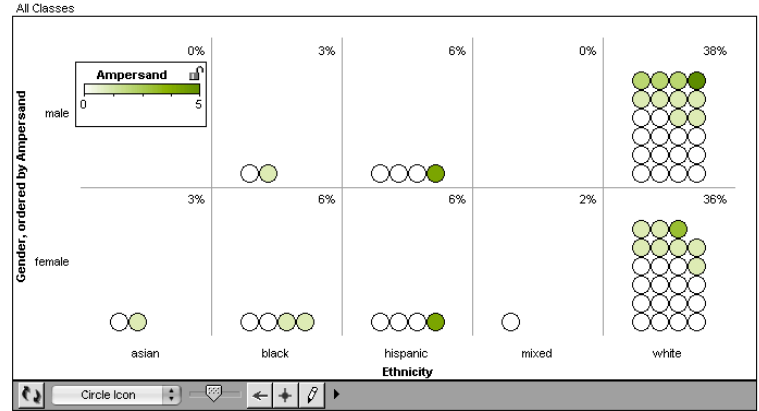 All Classes
0% 3% 6% 0% 38%
Ampersand
0 5
male
3% 6% 6% 2% 36%
female
Gender, ordered by Ampersand
asian black hispanic mixed white
Ethnicity
Circle Icon